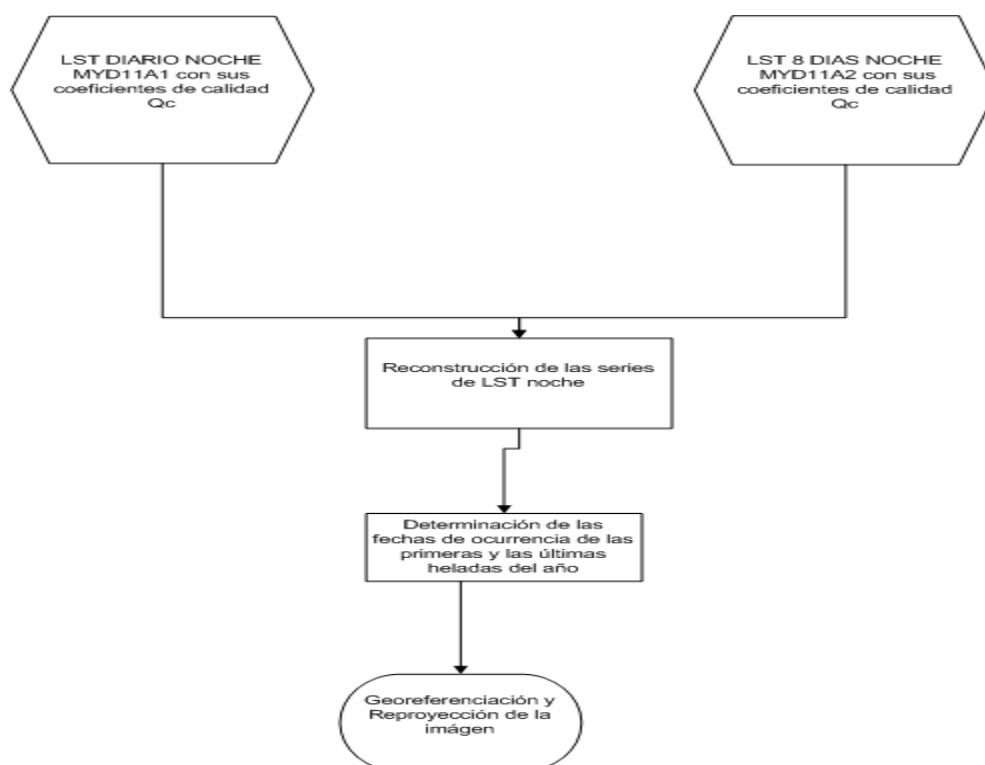 LST DIARIO NOCHE
MYD11A1 con sus
coeficientes de calidad
Qc
LST 8 DIAS NOCHE
MYD11A2 con sus
coeficientes de calidad
Qc
Reconstrucción de las series
de LST noche
Determinación de las
fechas de ocurrencia de las
primeras y las últimas
heladas del año
Georeferenciación y
Reproyección de la
imágen